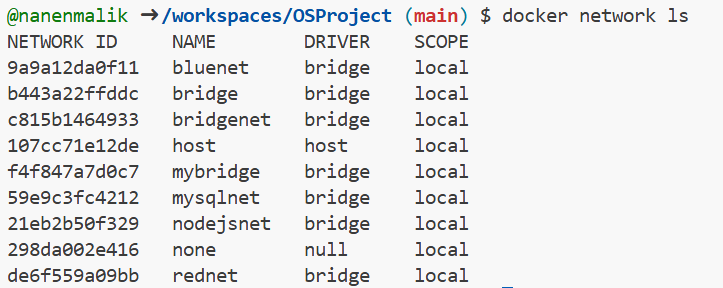 @nanenmalik ➜/workspaces/OSProject (main) $ docker network ls
NETWORK ID     NAME        DRIVER    SCOPE
9a9a12da0f11   bluenet     bridge    local
b443a22ffddc   bridge      bridge    local
c815b1464933   bridgenet   bridge    local
107cc71e12de   host        host      local
f4f847a7d0c7   mybridge    bridge    local
59e9c3fc4212   mysqlnet    bridge    local
21eb2b50f329   nodejsnet   bridge    local
298da002e416   none        null      local
de6f559a09bb   rednet      bridge    local